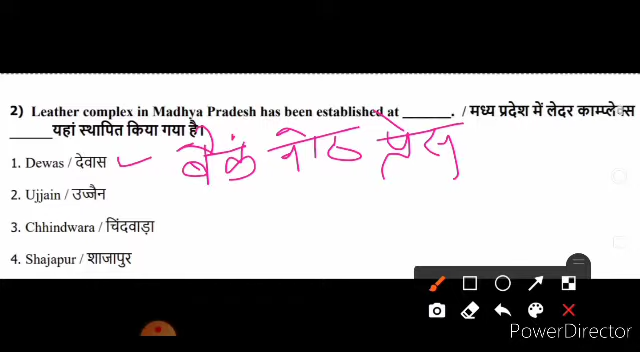 2) Leather complex in Madhya Pradesh has been established at ______. / मध्य प्रदेश में लेदर काम्प्लेक्स
_____यहां स्थापित किया गया है।
1. Dewas / देवास
बैंक नोट प्रेस
2. Ujjain / उज्जैन
3. Chhindwara / चिंदवाड़ा
4. Shajapur / शाजापुर
PowerDirector